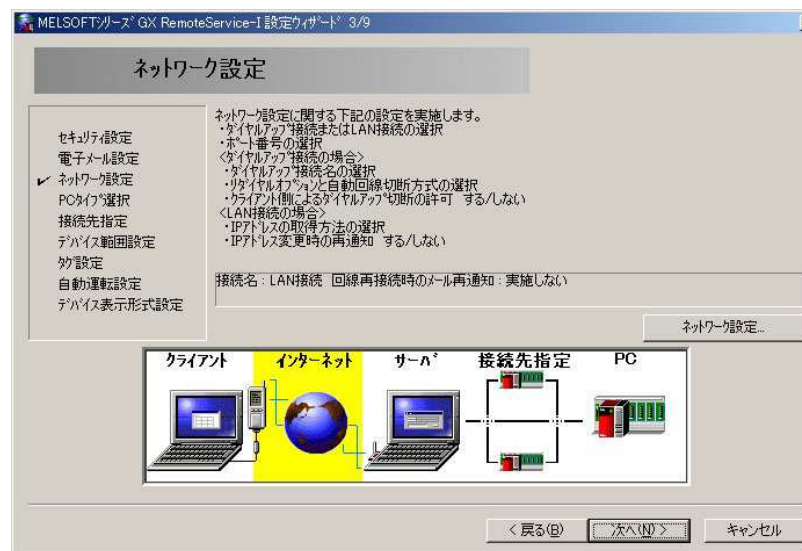 MELSOFTｼﾘｰｽﾞ GX RemoteService-I 設定ｳｨｻﾞｰﾄﾞ 3/9
ネットワーク設定
ｾｷｭﾘﾃｨ設定
電子ﾒｰﾙ設定
ﾈｯﾄﾜｰｸ設定
PCﾀｲﾌﾟ選択
接続先指定
ﾃﾞﾊﾞｲｽ範囲設定
ﾀｸﾞ設定
自動運転設定
ﾃﾞﾊﾞｲｽ表示形式設定
ﾈｯﾄﾜｰｸ設定に関する下記の設定を実施します。
・ﾀﾞｲﾔﾙｱｯﾌﾟ接続またはLAN接続の選択
・ﾎﾟｰﾄ番号の選択
<ﾀﾞｲﾔﾙｱｯﾌﾟ接続の場合>
・ﾀﾞｲﾔﾙｱｯﾌﾟ接続名の選択
・ﾘﾀﾞｲﾔﾙｵﾌﾟｼｮﾝと自動回線切断方式の選択
・ｸﾗｲｱﾝﾄ側によるﾀﾞｲﾔﾙｱｯﾌﾟ切断の許可 する/しない
<LAN接続の場合>
・IPｱﾄﾞﾚｽの取得方法の選択
・IPｱﾄﾞﾚｽ変更時の再通知 する/しない
接続名：LAN接続 回線再接続時のﾒｰﾙ再通知：実施しない
ﾈｯﾄﾜｰｸ設定...
ｸﾗｲｱﾝﾄ ｲﾝﾀｰﾈｯﾄ ｻｰﾊﾞ 接続先指定 PC
< 戻る(B) 次へ(N) > ｷｬﾝｾﾙ